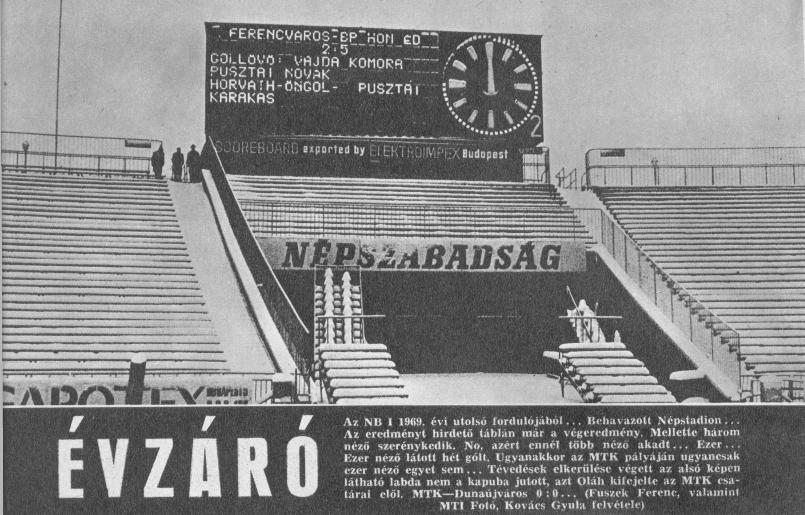 FERENCVAROS-BP HON ED
2:5
GOLLOVO: VAJDA KOMORA
PUSZTAI NOVAK
HORVATH-ÖNGOL- PUSZTAI
KARAKAS
2
SCOREBOARD exported by ELEKTROIMPEX Budapest
NÉPSZABADSÁG
ÉVZÁRÓ
Az NB I 1969. évi utolsó fordulójából... Behavazott Népstadion...
Az eredményt hirdető táblán már a végeredmény. Mellette három
néző szerénykedik. No, azért ennél több néző akadt... Ezer...
Ezer néző látott hét gólt. Ugyanakkor az MTK pályáján ugyancsak
ezer néző egyet sem... Tévedések elkerülése végett az alsó képen
látható labda nem a kapuba jutott, azt Oláh kifejelte az MTK csa-
tárai elől. MTK—Dunaújváros 0:0... (Fuszek Ferenc, valamint
MTI Fotó, Kovács Gyula felvétele)